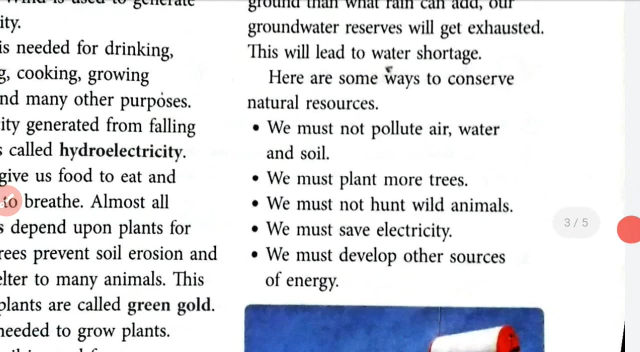 Wind is used to generate
ity.
is needed for drinking,
g, cooking, growing
nd many other purposes.
ity generated from falling
s called hydroelectricity.
give us food to eat and
to breathe. Almost all
s depend upon plants for
rees prevent soil erosion and
elter to many animals. This
plants are called green gold.
needed to grow plants.
ground than what rain can add, our
groundwater reserves will get exhausted.
This will lead to water shortage.
Here are some ways to conserve
natural resources.
• We must not pollute air, water
and soil.
• We must plant more trees.
• We must not hunt wild animals.
• We must save electricity.
• We must develop other sources
of energy.
3 / 5